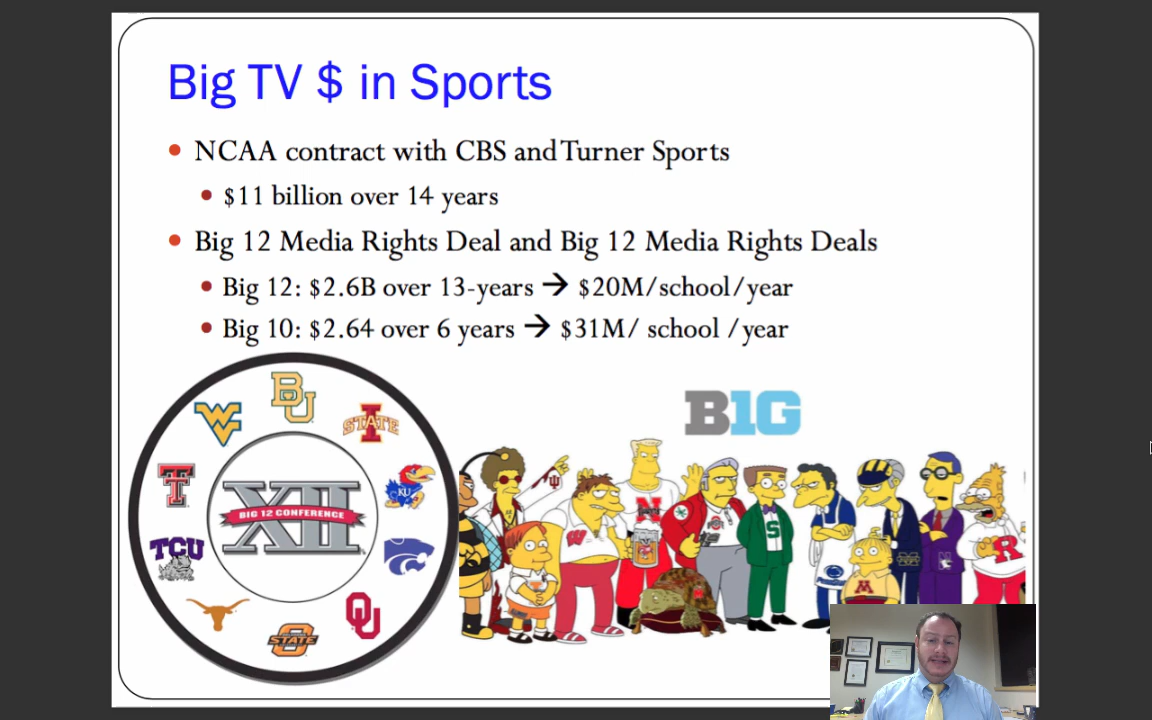 Big TV $ in Sports
NCAA contract with CBS and Turner Sports
$11 billion over 14 years
Big 12 Media Rights Deal and Big 12 Media Rights Deals
Big 12: $2.6B over 13-years → $20M/school/year
Big 10: $2.64 over 6 years → $31M/ school /year
BU
WV
I
STATE
T
KU
XII
BIG 12 CONFERENCE
TCU
OU
STATE
B1G
N
S
M
R